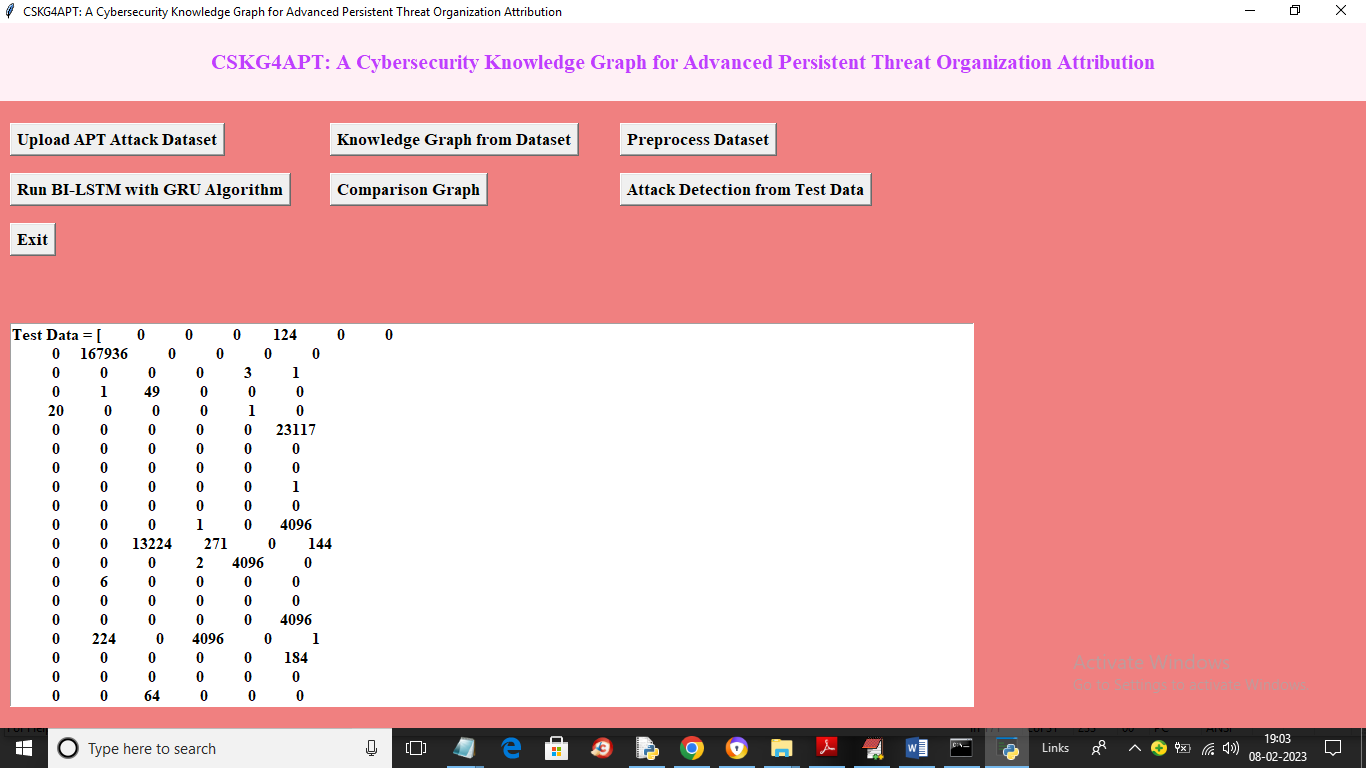 CSKG4APT: A Cybersecurity Knowledge Graph for Advanced Persistent Threat Organization Attribution
CSKG4APT: A Cybersecurity Knowledge Graph for Advanced Persistent Threat Organization Attribution
Upload APT Attack Dataset Knowledge Graph from Dataset Preprocess Dataset
Run BI-LSTM with GRU Algorithm Comparison Graph Attack Detection from Test Data
Exit
Test Data = [ 0 0 0 124 0 0
0 167936 0 0 0 0
0 0 0 0 3 1
0 1 49 0 0 0
20 0 0 0 1 0
0 0 0 0 0 23117
0 0 0 0 0 0
0 0 0 0 0 0
0 0 0 0 0 1
0 0 0 0 0 0
0 0 0 1 0 4096
0 0 13224 271 0 144
0 0 0 2 4096 0
0 6 0 0 0 0
0 0 0 0 0 0
0 0 0 0 0 4096
0 224 0 4096 0 1
0 0 0 0 0 184
0 0 0 0 0 0
0 0 64 0 0 0
Activate Windows
Go to Settings to activate Windows.
Type here to search
Links
19:03
08-02-2023